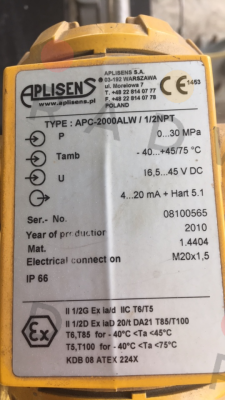 APLISENS
www.aplisens.pl
APLISENS S.A.
03-192 WARSZAWA
ul. Morelowa 7
T. +48 22 814 07 77
F. +48 22 814 07 78
POLAND
CE 1453
TYPE : APC-2000ALW / 1/2NPT
P 0...30 MPa
Tamb - 40...+45/75 °C
U 16,5...45 V DC
4...20 mA + Hart 5.1
Ser.- No. 08100565
Year of production 2010
Mat. 1.4404
Electrical connection M20x1,5
IP 66
Ex
II 1/2G Ex ia/d IIC T6/T5
II 1/2D Ex iaD 20/t DA21 T85/T100
T6,T85 for - 40°C <Ta <45°C
T5,T100 for - 40°C <Ta <75°C
KDB 08 ATEX 224X